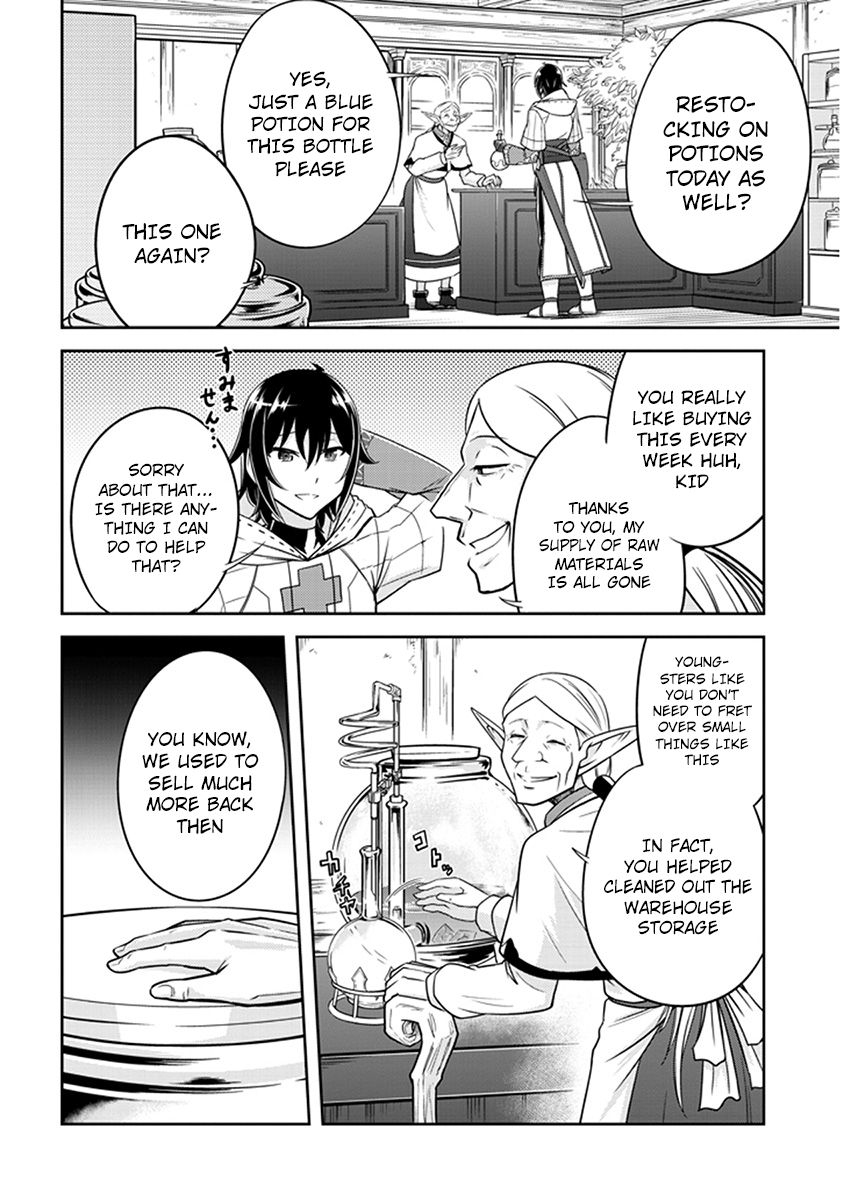 RESTO-
CKING ON
POTIONS
TODAY AS
WELL?
YES,
JUST A BLUE
POTION FOR
THIS BOTTLE
PLEASE
THIS ONE
AGAIN?
YOU REALLY
LIKE BUYING
THIS EVERY
WEEK HUH,
KID
THANKS
TO YOU, MY
SUPPLY OF RAW
MATERIALS
IS ALL GONE
すみま
せん…
SORRY
ABOUT THAT...
IS THERE ANY-
THING I CAN
DO TO HELP
THAT?
YOUNG-
STERS LIKE
YOU DON'T
NEED TO FRET
OVER SMALL
THINGS LIKE
THIS
IN FACT,
YOU HELPED
CLEANED OUT THE
WAREHOUSE
STORAGE
コトッ
カチャ
YOU KNOW,
WE USED TO
SELL MUCH
MORE BACK
THEN